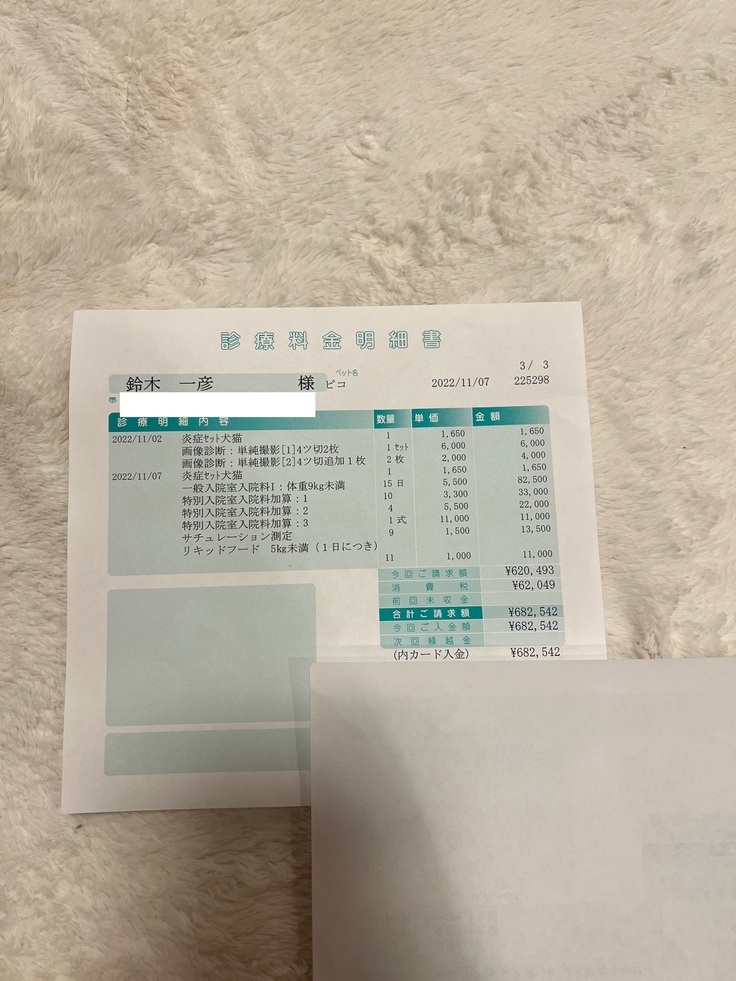 診療料金明細書
3/ 3
ペット名
鈴木 一彦 様 ピコ 2022/11/07 225298
診療明細内容 数量 単価 金額
2022/11/02 炎症ｾｯﾄ犬猫 1 1,650 1,650
画像診断：単純撮影[1]4ツ切2枚 1 ｾｯﾄ 6,000 6,000
画像診断：単純撮影[2]4ツ切追加１枚 2 枚 2,000 4,000
2022/11/07 炎症ｾｯﾄ犬猫 1 1,650 1,650
一般入院室入院料I：体重9kg未満 15 日 5,500 82,500
特別入院室入院料加算：1 10 3,300 33,000
特別入院室入院料加算：2 4 5,500 22,000
特別入院室入院料加算：3 1 式 11,000 11,000
サチュレーション測定 9 1,500 13,500
リキッドフード 5kg未満（１日につき） 11 1,000 11,000
今回ご請求額 ¥620,493
消費税 ¥62,049
前回未収金
合計ご請求額 ¥682,542
今回ご入金額 ¥682,542
次回繰越金
(内カード入金) ¥682,542